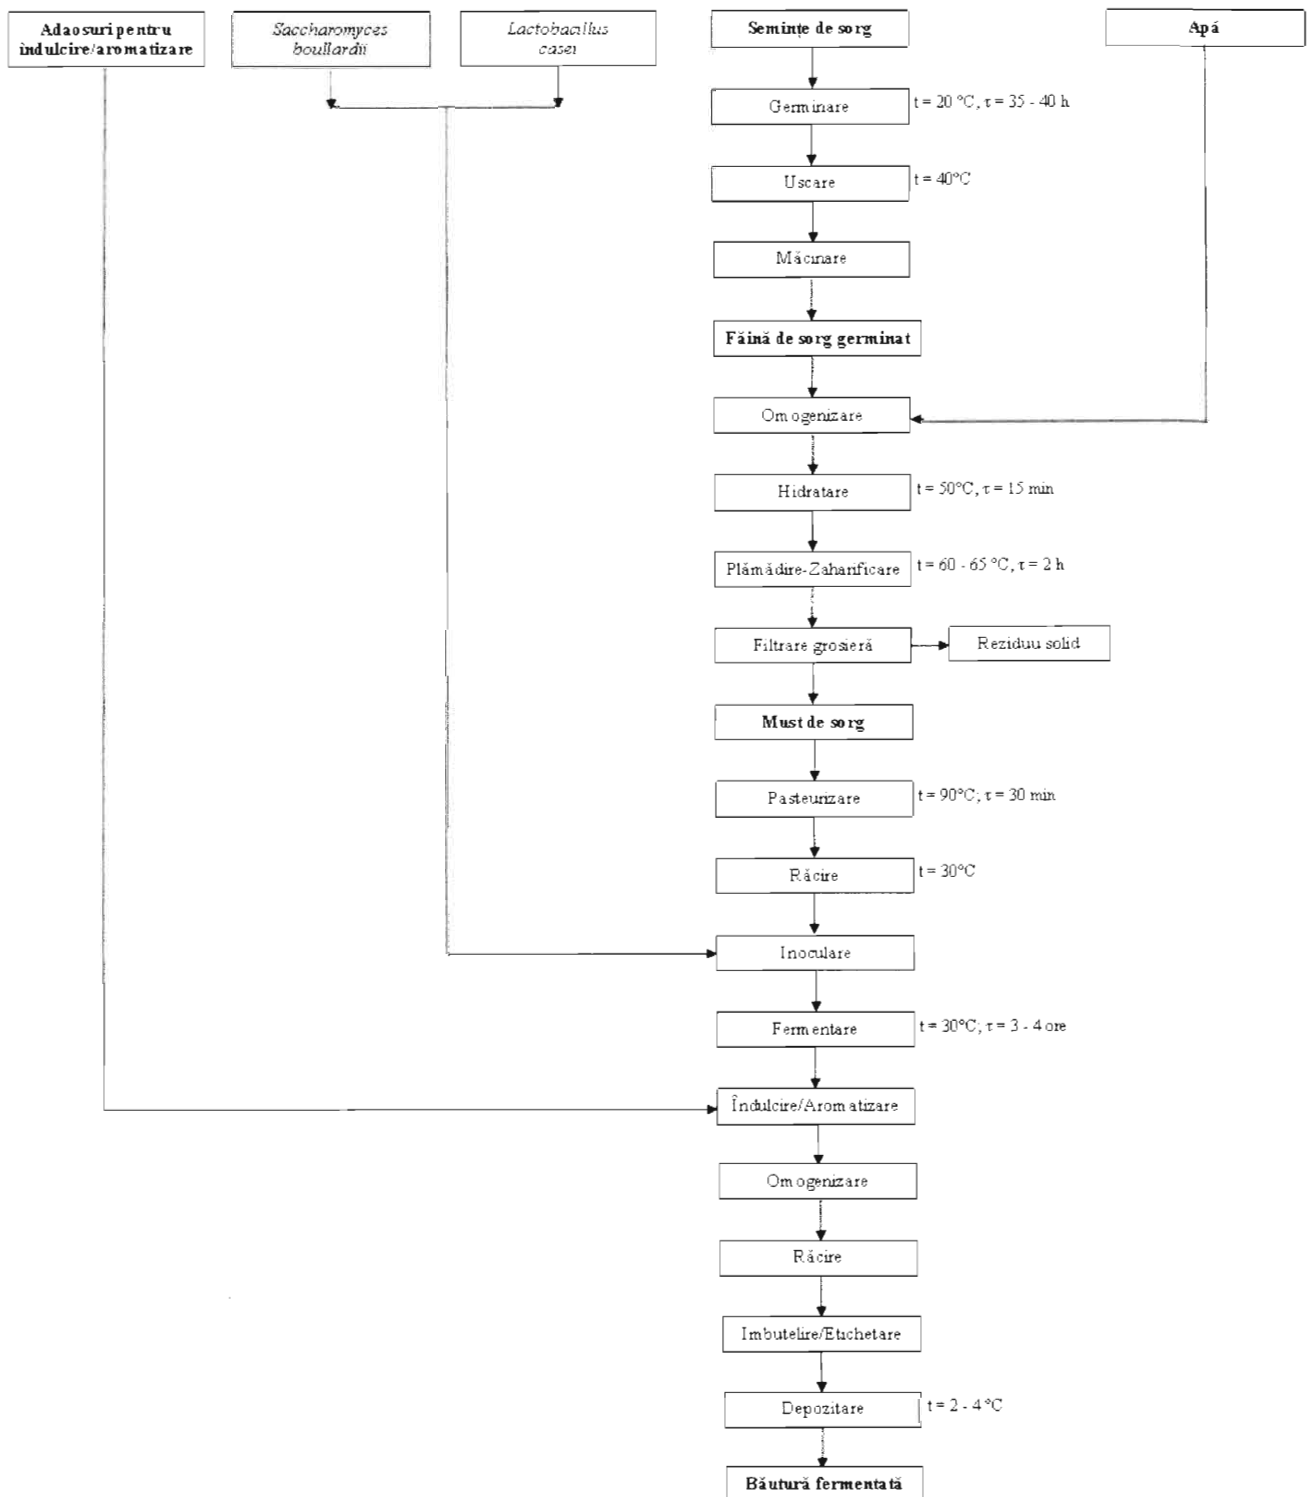 Adaosuri pentru
îndulcire/aromatizare
Saccharomyces
boullardii
Lactobacillus
casei
Semințe de sorg
Apă
Germinare
t = 20 °C, τ = 35 - 40 h
Uscare
t = 40°C
Măcinare
Făină de sorg germinat
Omogenizare
Hidratare
t = 50°C, τ = 15 min
Plămădire-Zaharificare
t = 60 - 65 °C, τ = 2 h
Filtrare grosieră
Reziduu solid
Must de sorg
Pasteurizare
t = 90°C; τ = 30 min
Răcire
t = 30°C
Inoculare
Fermentare
t = 30°C; τ = 3 - 4 ore
Îndulcire/Aromatizare
Omogenizare
Răcire
Imbutelire/Etichetare
Depozitare
t = 2 - 4 °C
Băutură fermentată